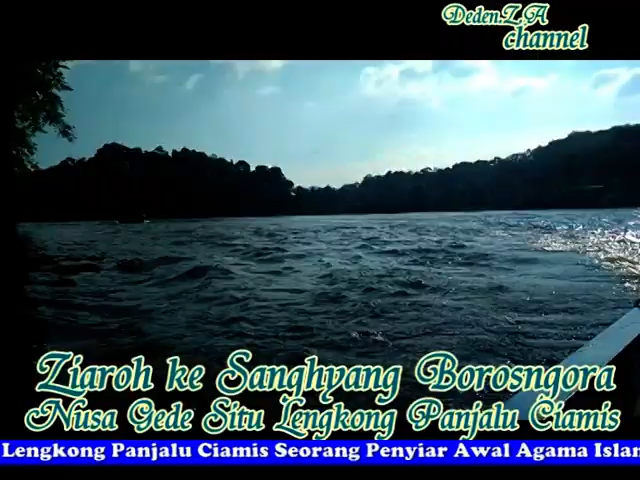 Deden.Z.A
channel
Ziaroh ke Sanghyang Borosngora
Nusa Gede Situ Lengkong Panjalu Ciamis
Lengkong Panjalu Ciamis Seorang Penyiar Awal Agama Islam